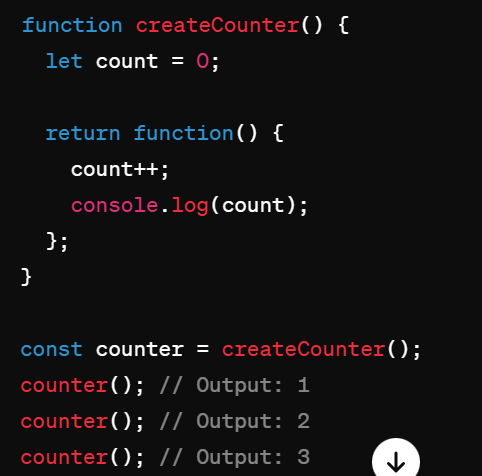 function createCounter() {
  let count = 0;

  return function() {
    count++;
    console.log(count);
  };
}

const counter = createCounter();
counter(); // Output: 1
counter(); // Output: 2
counter(); // Output: 3